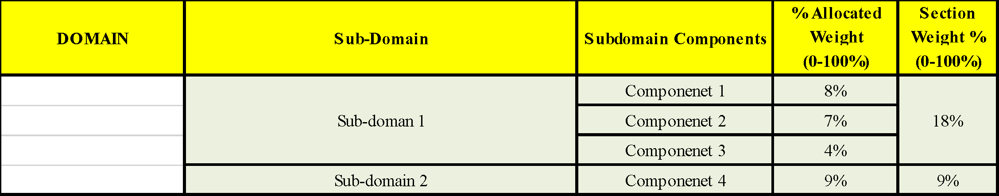 DOMAIN
Sub-Domain
Subdomain Components
% Allocated
Weight
(0-100%)
Section
Weight %
(0-100%)
Sub-doman 1
Componenet 1
8%
Componenet 2
7%
Componenet 3
4%
18%
Sub-domain 2
Componenet 4
9%
9%